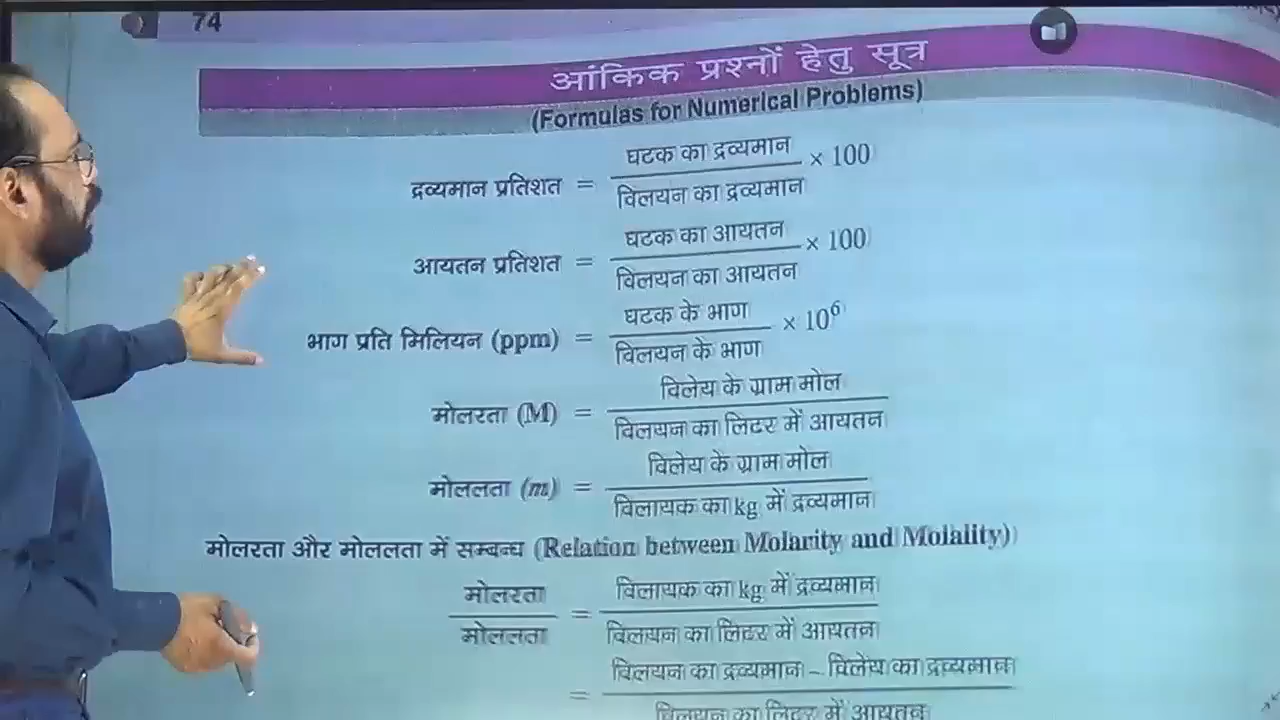 74
आंकिक प्रश्नों हेतु सूत्र
(Formulas for Numerical Problems)
द्रव्यमान प्रतिशत = घटक का द्रव्यमान / विलयन का द्रव्यमान × 100
आयतन प्रतिशत = घटक का आयतन / विलयन का आयतन × 100
भाग प्रति मिलियन (ppm) = घटक के भाग / विलयन के भाग × 10⁶
मोलरता (M) = विलेय के ग्राम मोल / विलयन का लिटर में आयतन
मोललता (m) = विलेय के ग्राम मोल / विलायक का kg में द्रव्यमान
मोलरता और मोललता में सम्बन्ध (Relation between Molarity and Molality)
मोलरता / मोललता = विलायक का kg में द्रव्यमान / विलयन का लिटर में आयतन
= विलयन का द्रव्यमान – विलेय का द्रव्यमान / विलयन का लिटर में आयतन